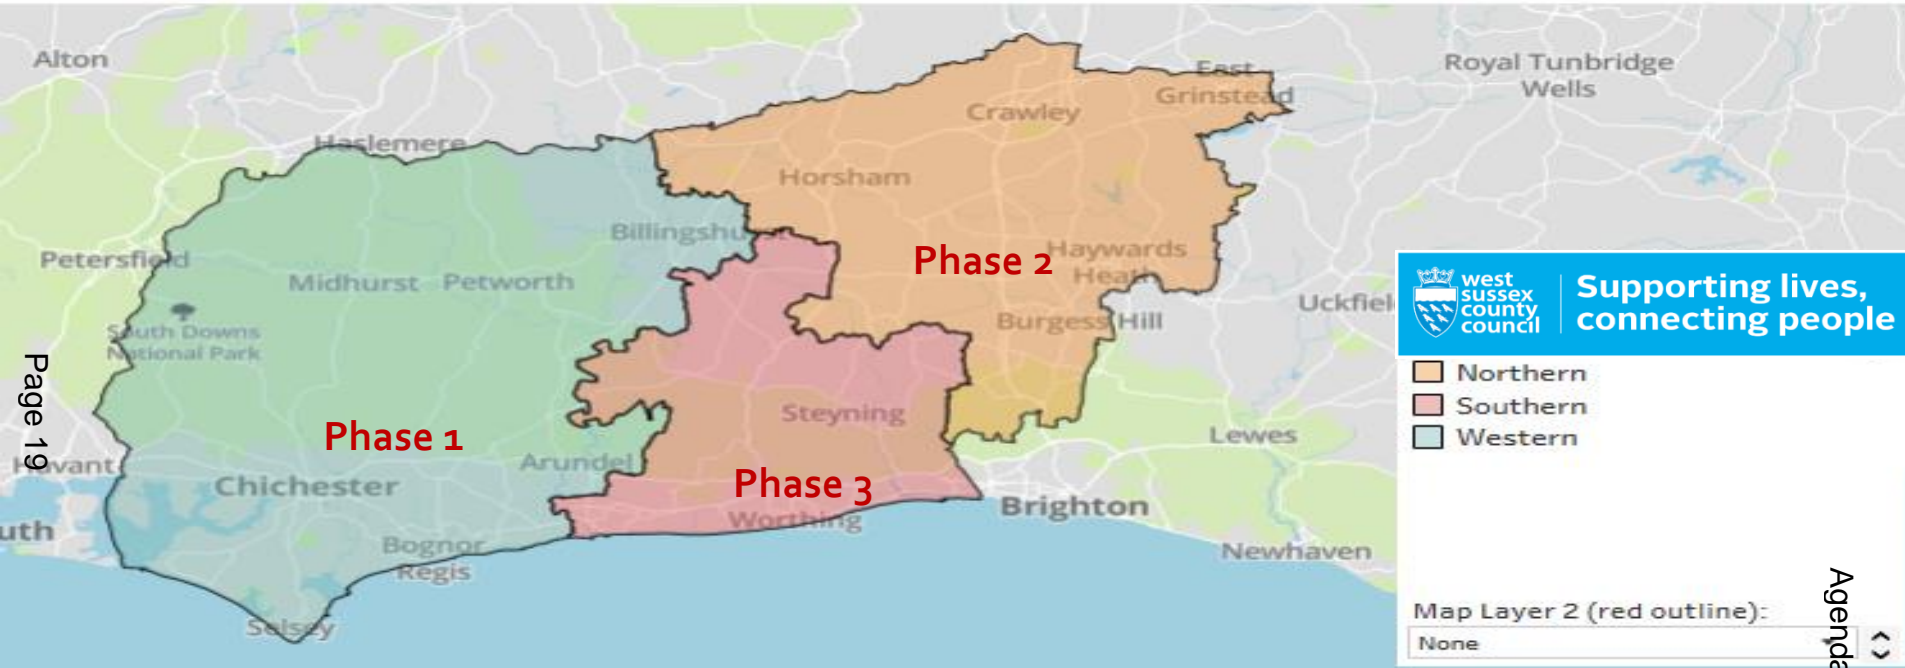 Alton
Haslemere
Petersfield
Midhurst
Petworth
South Downs
National Park
Billingshurst
Horsham
Crawley
East
Grinstead
Royal Tunbridge
Wells
Phase 2
Haywards
Heath
Burgess Hill
Uckfiel
Phase 1
Arundel
Steyning
Phase 3
Worthing
Chichester
Bognor
Regis
Selsey
Havant
uth
Brighton
Lewes
Newhaven
Page 19
west
sussex
county
council
Supporting lives,
connecting people
Northern
Southern
Western
Map Layer 2 (red outline):
None
Agenda